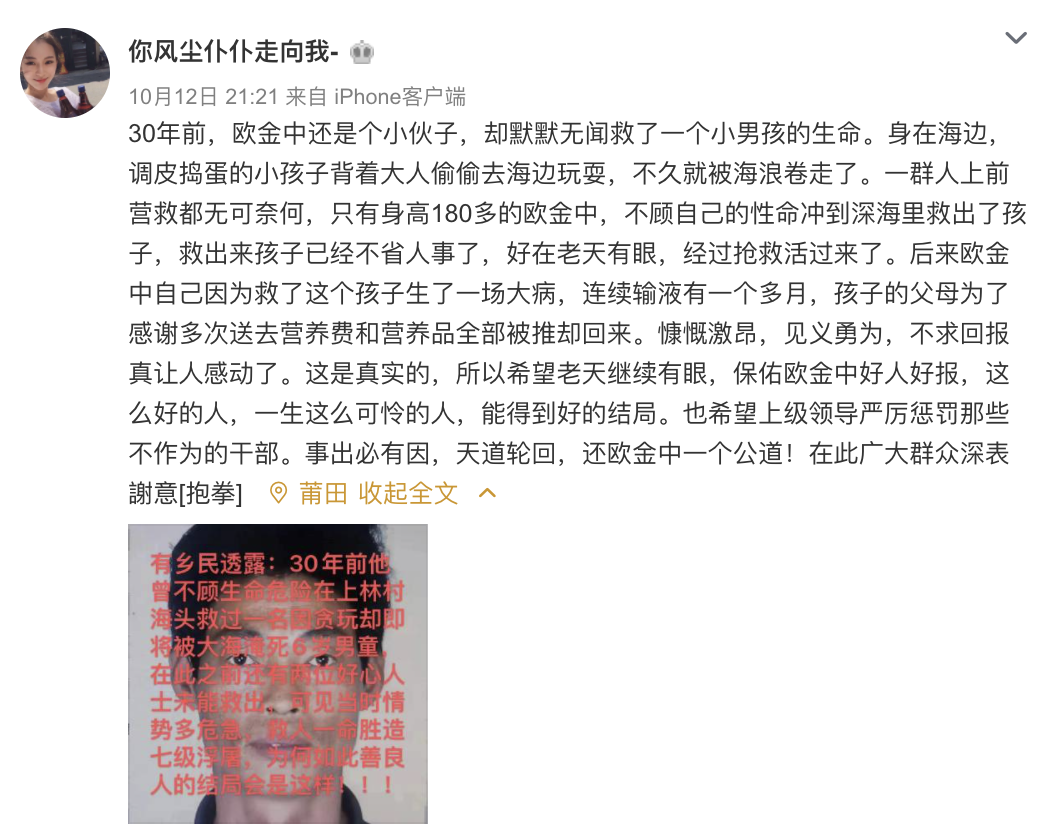 你风尘仆仆走向我-
10月12日 21:21 来自 iPhone客户端
30年前，欧金中还是个小伙子，却默默无闻救了一个小男孩的生命。身在海边，
调皮捣蛋的小孩子背着大人偷偷去海边玩耍，不久就被海浪卷走了。一群人上前
营救都无可奈何，只有身高180多的欧金中，不顾自己的性命冲到深海里救出了孩
子，救出来孩子已经不省人事了，好在老天有眼，经过抢救活过来了。后来欧金
中自己因为救了这个孩子生了一场大病，连续输液有一个多月，孩子的父母为了
感谢多次送去营养费和营养品全部被推却回来。慷慨激昂，见义勇为，不求回报
真让人感动了。这是真实的，所以希望老天继续有眼，保佑欧金中好人好报，这
么好的人，一生这么可怜的人，能得到好的结局。也希望上级领导严厉惩罚那些
不作为的干部。事出必有因，天道轮回，还欧金中一个公道！在此广大群众深表
謝意[抱拳] 莆田 收起全文
有乡民透露：30年前他
曾不顾生命危险在上林村
海头救过一名因贪玩却即
将被大海淹死6岁男童，
在此之前还有两位好心人
士未能救出，可见当时情
势多危急，救人一命胜造
七级浮屠，为何如此善良
人的结局会是这样！！！